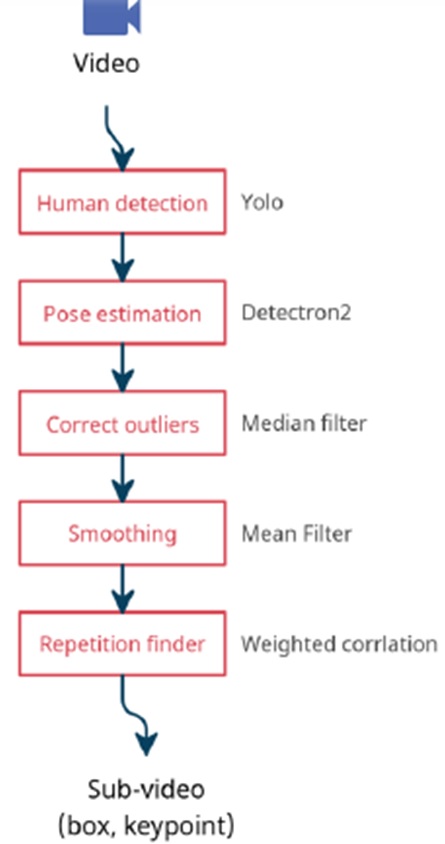 Video
Human detection Yolo
Pose estimation Detectron2
Correct outliers Median filter
Smoothing Mean Filter
Repetition finder Weighted corrlation
Sub-video
(box, keypoint)